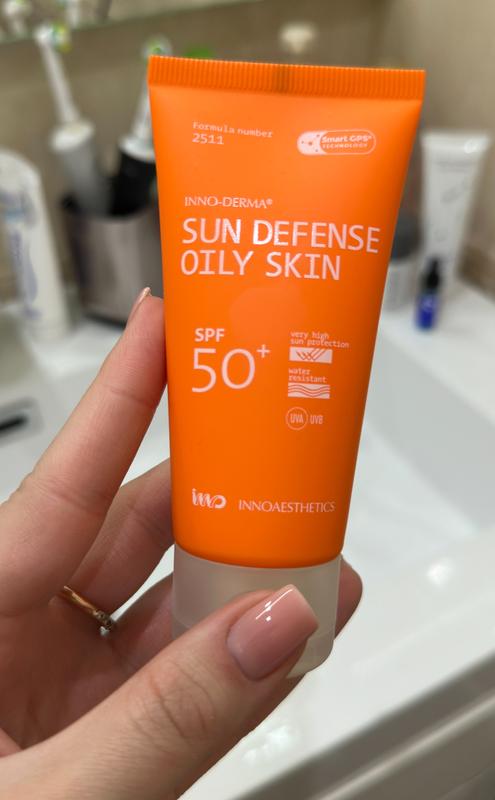 Formula number
2511
Smart GPS®
TECHNOLOGY
INNO-DERMA®
SUN DEFENSE
OILY SKIN
SPF
50+
very high
sun protection
water
resistant
UVA UVB
inno INNOAESTHETICS